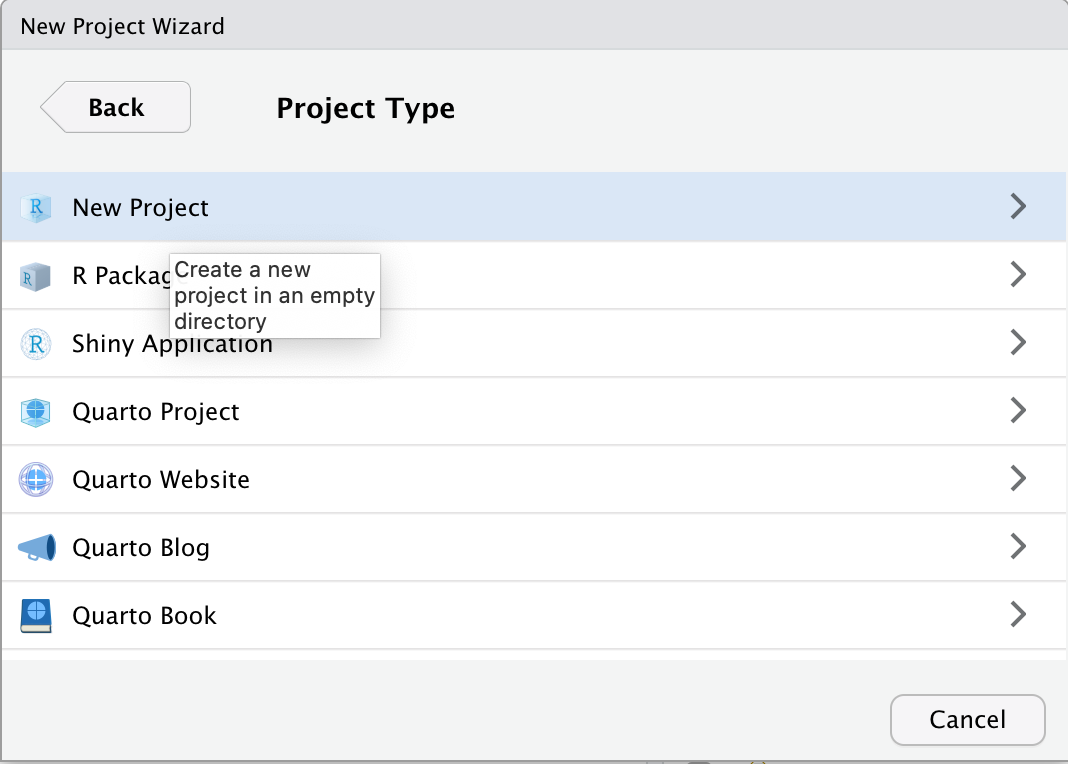 New Project Wizard
Back
Project Type
New Project
R Packag
Create a new
project in an empty
directory
Shiny Application
Quarto Project
Quarto Website
Quarto Blog
Quarto Book
Cancel